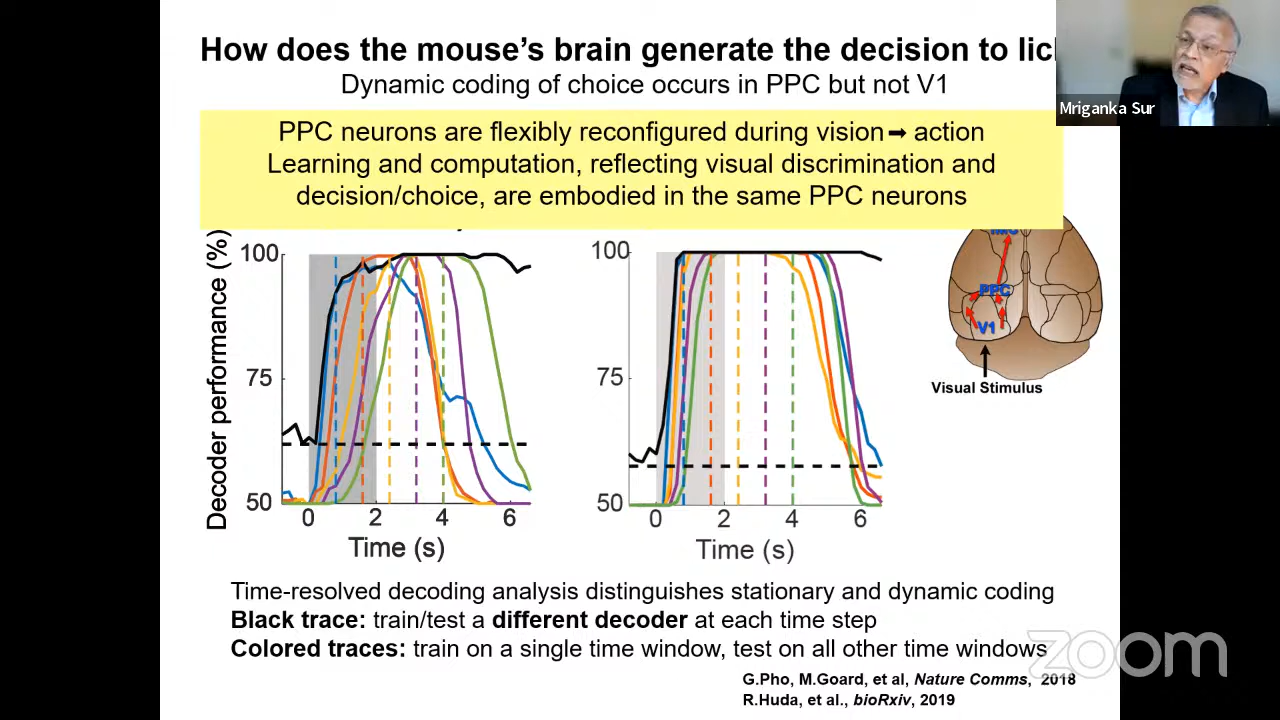 How does the mouse's brain generate the decision to lick
Dynamic coding of choice occurs in PPC but not V1
Mriganka Sur
PPC neurons are flexibly reconfigured during vision ➞ action
Learning and computation, reflecting visual discrimination and
decision/choice, are embodied in the same PPC neurons
Decoder performance (%)
100
75
50
0 2 4 6
Time (s)
100
75
50
0 2 4 6
Time (s)
PPC
V1
Visual Stimulus
Time-resolved decoding analysis distinguishes stationary and dynamic coding
Black trace: train/test a different decoder at each time step
Colored traces: train on a single time window, test on all other time windows
zoom
G.Pho, M.Goard, et al, Nature Comms, 2018
R.Huda, et al., bioRxiv, 2019